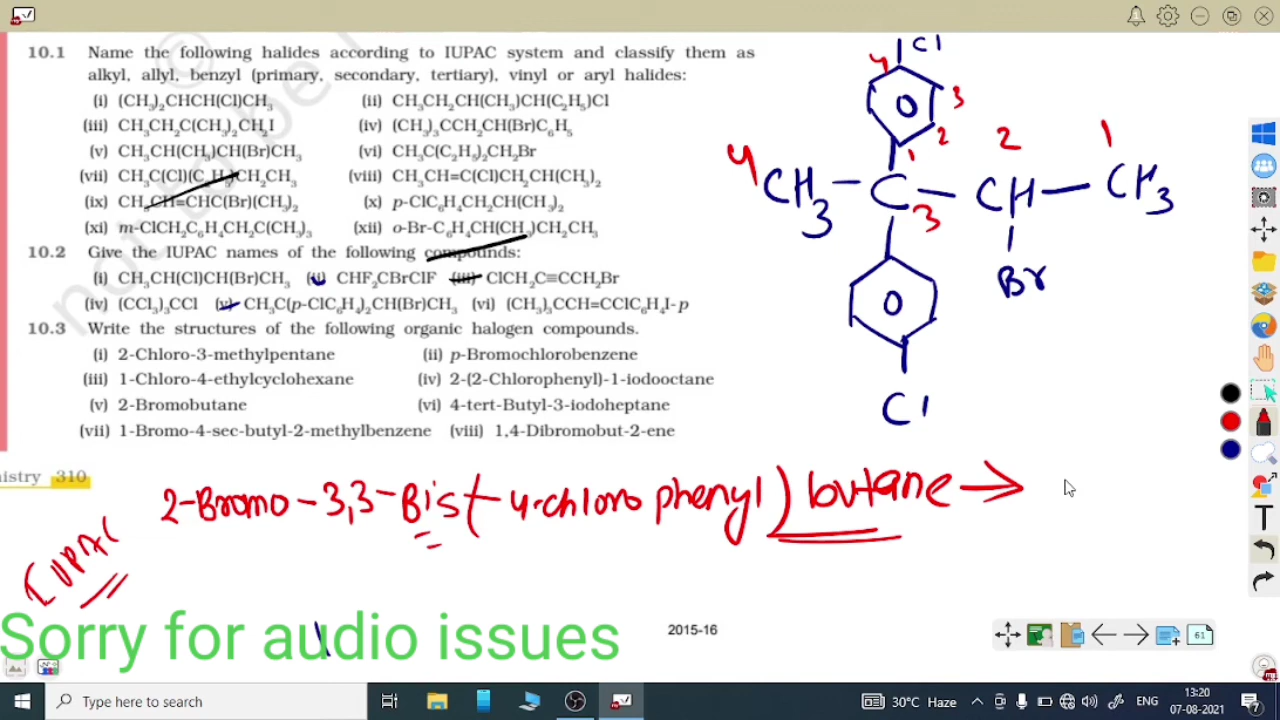 10.1 Name the following halides according to IUPAC system and classify them as
alkyl, allyl, benzyl (primary, secondary, tertiary), vinyl or aryl halides:
(i) (CH₃)₂CHCH(Cl)CH₃ (ii) CH₃CH₂CH(CH₃)CH(C₂H₅)Cl
(iii) CH₃CH₂C(CH₃)₂CH₂I (iv) (CH₃)₃CCH₂CH(Br)C₆H₅
(v) CH₃CH(CH₃)CH(Br)CH₃ (vi) CH₃C(C₂H₅)₂CH₂Br
(vii) CH₃C(Cl)(C₂H₅)CH₂CH₃ (viii) CH₃CH=C(Cl)CH₂CH(CH₃)₂
(ix) CH₃CH=CHC(Br)(CH₃)₂ (x) p-ClC₆H₄CH₂CH(CH₃)₂
(xi) m-ClCH₂C₆H₄CH₂C(CH₃)₃ (xii) o-Br-C₆H₄CH(CH₃)CH₂CH₃
10.2 Give the IUPAC names of the following compounds:
(i) CH₃CH(Cl)CH(Br)CH₃ (ii) CHF₂CBrClF (iii) ClCH₂C≡CCH₂Br
(iv) (CCl₃)₃CCl (v) CH₃C(p-ClC₆H₄)₂CH(Br)CH₃ (vi) (CH₃)₃CCH=CClC₆H₄I-p
10.3 Write the structures of the following organic halogen compounds.
(i) 2-Chloro-3-methylpentane (ii) p-Bromochlorobenzene
(iii) 1-Chloro-4-ethylcyclohexane (iv) 2-(2-Chlorophenyl)-1-iodooctane
(v) 2-Bromobutane (vi) 4-tert-Butyl-3-iodoheptane
(vii) 1-Bromo-4-sec-butyl-2-methylbenzene (viii) 1,4-Dibromobut-2-ene
not to be
Cl
4
3
2
1
4 2 1
CH₃ – C – CH – CH₃
3
Br
Cl
mistry 310
2-Bromo-3,3-Bis(-4-chloro phenyl) butane →
IUPAC
Sorry for audio issues
2015-16
61
Type here to search
30°C Haze
ENG
13:20
07-08-2021
7